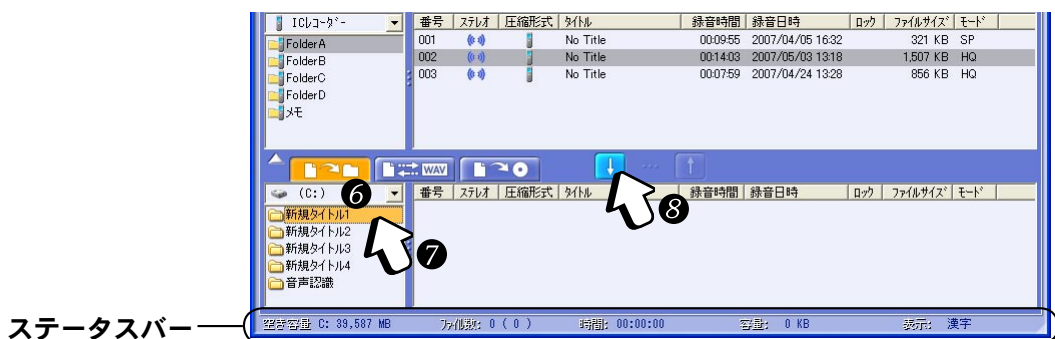 ICレコーダー 番号 ステレオ 圧縮形式 タイトル 録音時間 録音日時 ロック ファイルサイズ モード
FolderA 001 No Title 00:09:55 2007/04/05 16:32 321 KB SP
FolderB 002 No Title 00:14:03 2007/05/03 13:18 1,507 KB HQ
FolderC 003 No Title 00:07:59 2007/04/24 13:28 856 KB HQ
FolderD
メモ
WAV
(C:) 6 番号 ステレオ 圧縮形式 タイトル 録音時間 録音日時 ロック ファイルサイズ モード
新規タイトル1 8
新規タイトル2
新規タイトル3 7
新規タイトル4
音声認識
ステータスバー 空き容量 C: 39,587 MB ファイル数: 0 ( 0 ) 時間: 00:00:00 容量: 0 KB 表示: 漢字